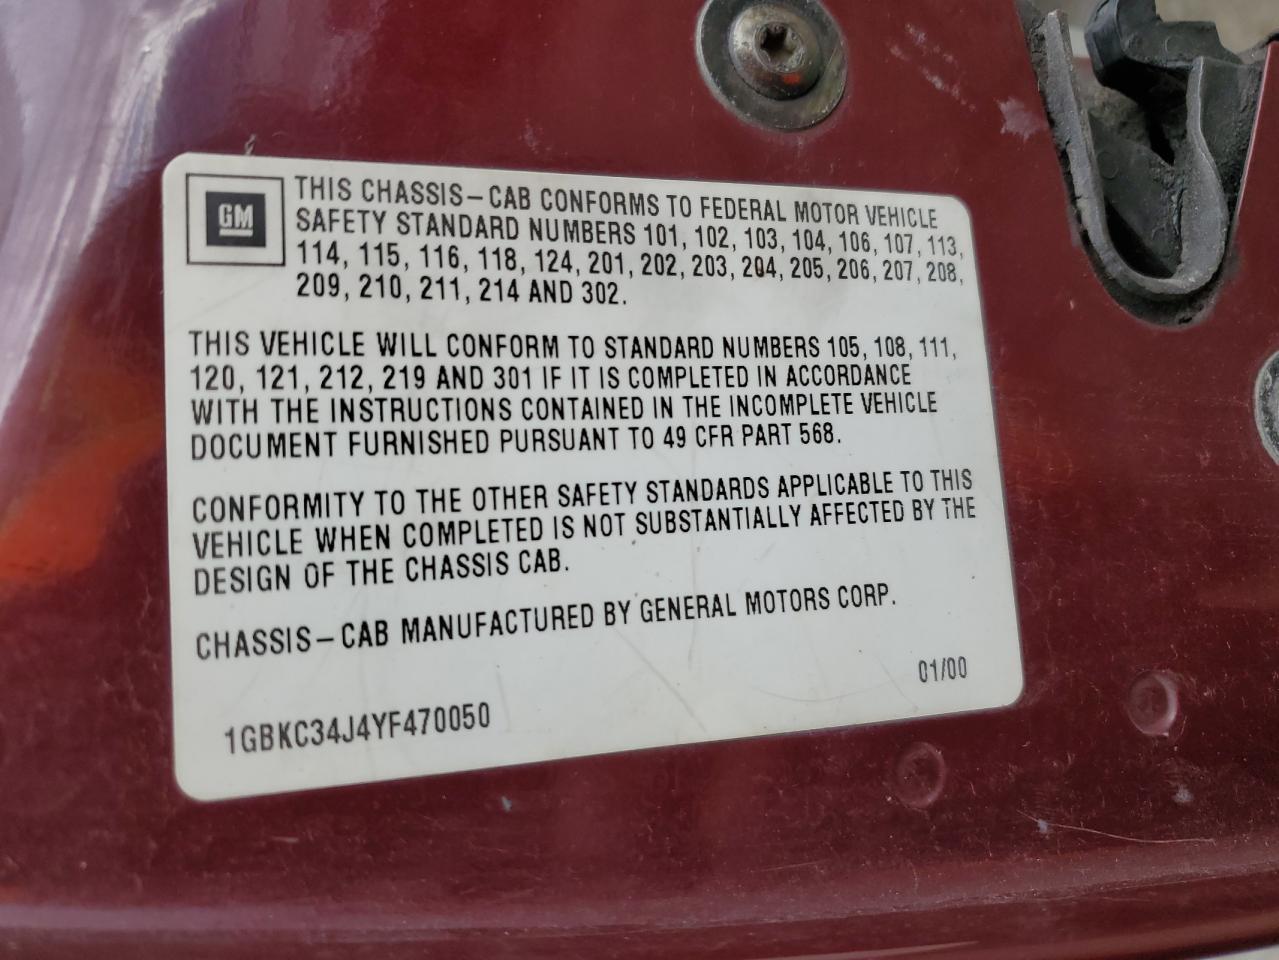 GM
THIS CHASSIS-CAB CONFORMS TO FEDERAL MOTOR VEHICLE
SAFETY STANDARD NUMBERS 101, 102, 103, 104, 106, 107, 113,
114, 115, 116, 118, 124, 201, 202, 203, 204, 205, 206, 207, 208,
209, 210, 211, 214 AND 302.
THIS VEHICLE WILL CONFORM TO STANDARD NUMBERS 105, 108, 111,
120, 121, 212, 219 AND 301 IF IT IS COMPLETED IN ACCORDANCE
WITH THE INSTRUCTIONS CONTAINED IN THE INCOMPLETE VEHICLE
DOCUMENT FURNISHED PURSUANT TO 49 CFR PART 568.
CONFORMITY TO THE OTHER SAFETY STANDARDS APPLICABLE TO THIS
VEHICLE WHEN COMPLETED IS NOT SUBSTANTIALLY AFFECTED BY THE
DESIGN OF THE CHASSIS CAB.
CHASSIS-CAB MANUFACTURED BY GENERAL MOTORS CORP.
01/00
1GBKC34J4YF470050